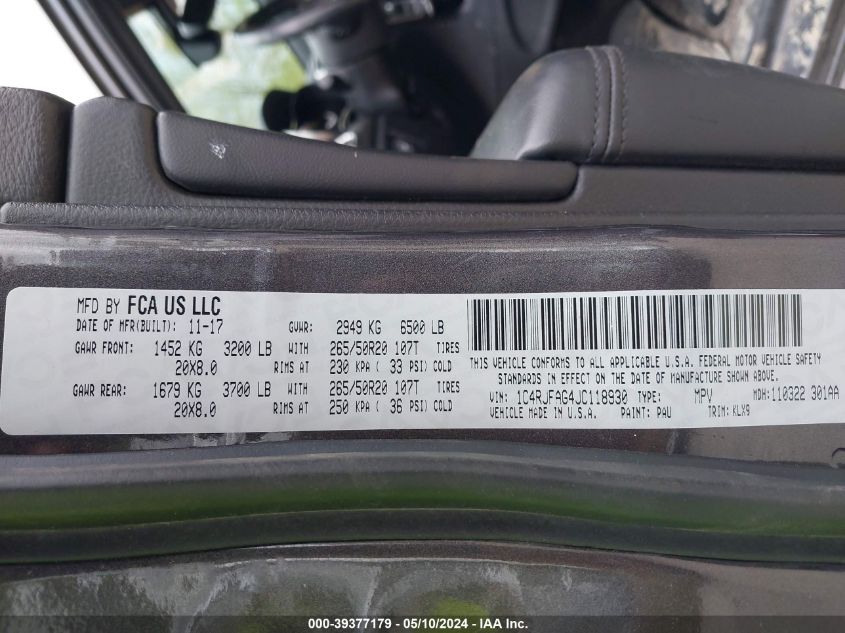 MFD BY FCA US LLC
DATE OF MFR(BUILT): 11-17 GVWR: 2949 KG 6500 LB
GAWR FRONT: 1452 KG 3200 LB WITH 265/50R20 107T TIRES
20X8.0 RIMS AT 230 KPA ( 33 PSI) COLD
GAWR REAR: 1679 KG 3700 LB WITH 265/50R20 107T TIRES
20X8.0 RIMS AT 250 KPA ( 36 PSI) COLD
THIS VEHICLE CONFORMS TO ALL APPLICABLE U.S.A. FEDERAL MOTOR VEHICLE SAFETY
STANDARDS IN EFFECT ON THE DATE OF MANUFACTURE SHOWN ABOVE.
VIN: 1C4RJFAG4JC118930 TYPE: MPV MDH: 110322 301AA
VEHICLE MADE IN U.S.A. PAINT: PAU TRIM: KLX9
000-39377179 - 05/10/2024 - IAA Inc.